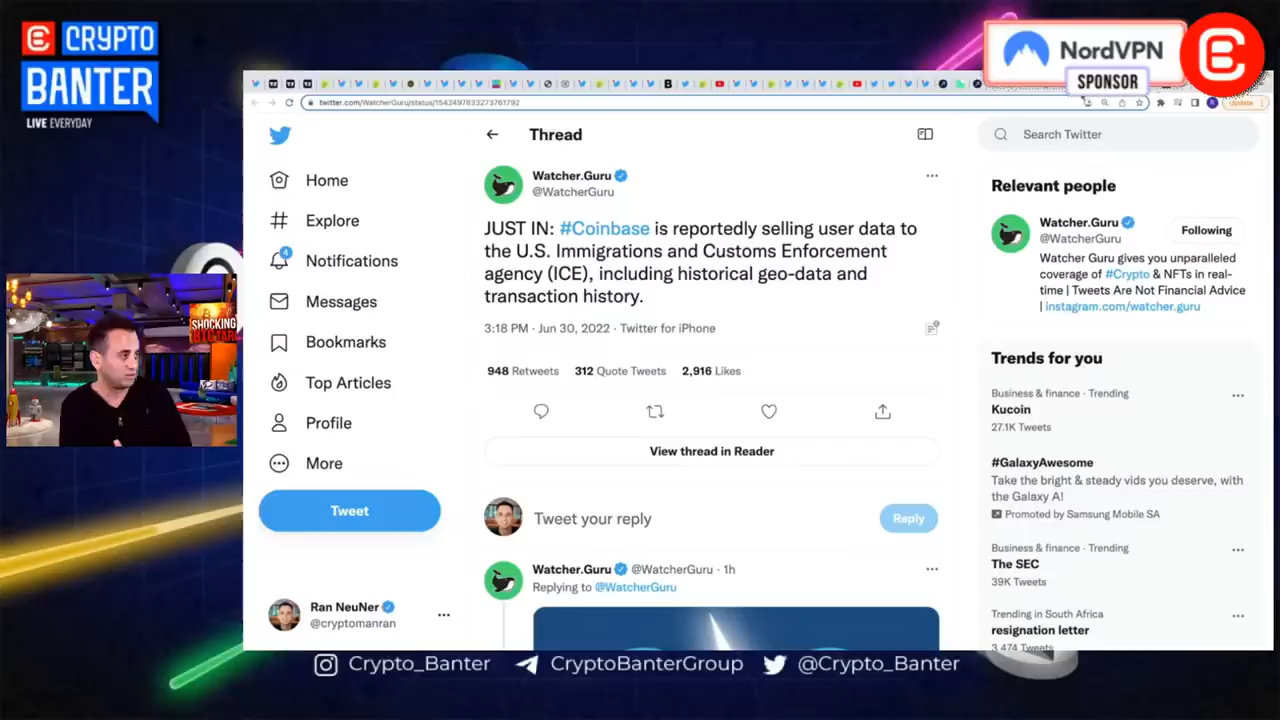 CRYPTO
BANTER
LIVE EVERYDAY
NordVPN
SPONSOR
twitter.com/WatcherGuru/status/1542497833273761792
Update
Thread
Search Twitter
Home
Explore
4
Notifications
Messages
Bookmarks
Top Articles
Profile
More
Tweet
Ran NeuNer
@cryptomanran
Watcher.Guru
@WatcherGuru
JUST IN: #Coinbase is reportedly selling user data to
the U.S. Immigrations and Customs Enforcement
agency (ICE), including historical geo-data and
transaction history.
3:18 PM · Jun 30, 2022 · Twitter for iPhone
948 Retweets 312 Quote Tweets 2,916 Likes
View thread in Reader
Tweet your reply
Reply
Watcher.Guru @WatcherGuru · 1h
Replying to @WatcherGuru
Relevant people
Watcher.Guru
@WatcherGuru
Following
Watcher Guru gives you unparalleled
coverage of #Crypto & NFTs in real-
time | Tweets Are Not Financial Advice
| instagram.com/watcher.guru
Trends for you
Business & finance · Trending
Kucoin
27.1K Tweets
#GalaxyAwesome
Take the bright & steady vids you deserve, with
the Galaxy A!
Promoted by Samsung Mobile SA
Business & finance · Trending
The SEC
39K Tweets
Trending in South Africa
resignation letter
3,474 Tweets
SHOCKING
Crypto_Banter
CryptoBanterGroup
@Crypto_Banter